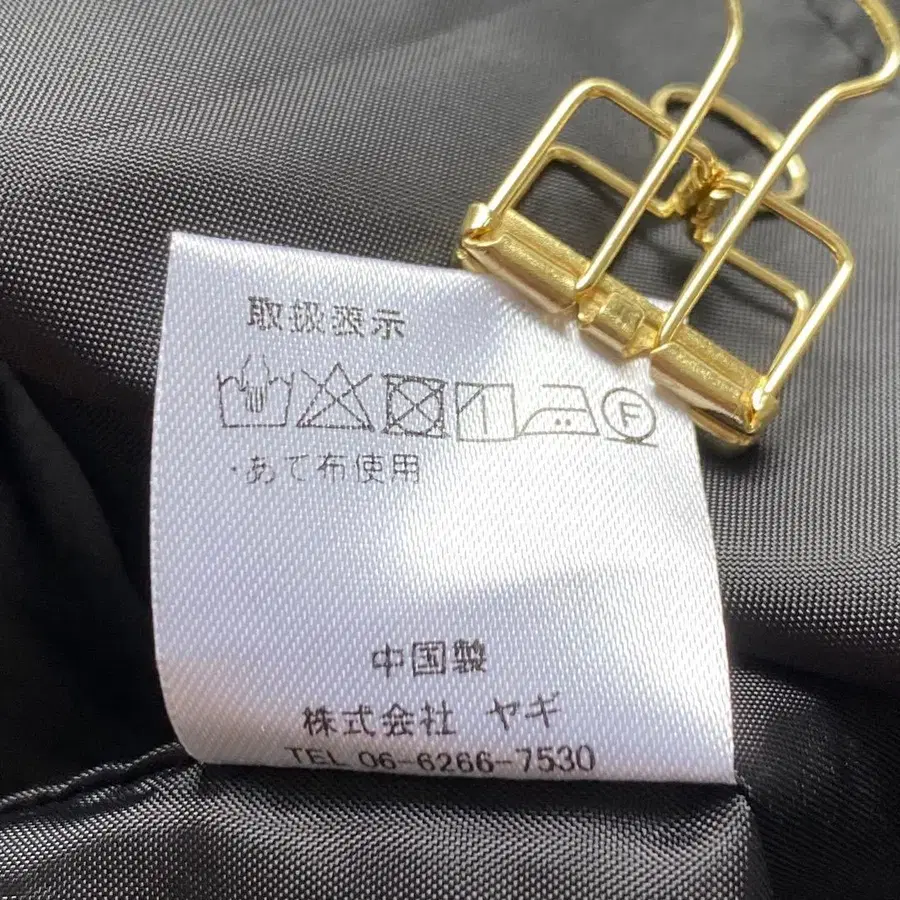 取扱表示
F
・あて布使用
中国製
株式会社 ヤギ
TEL 06-6266-7530